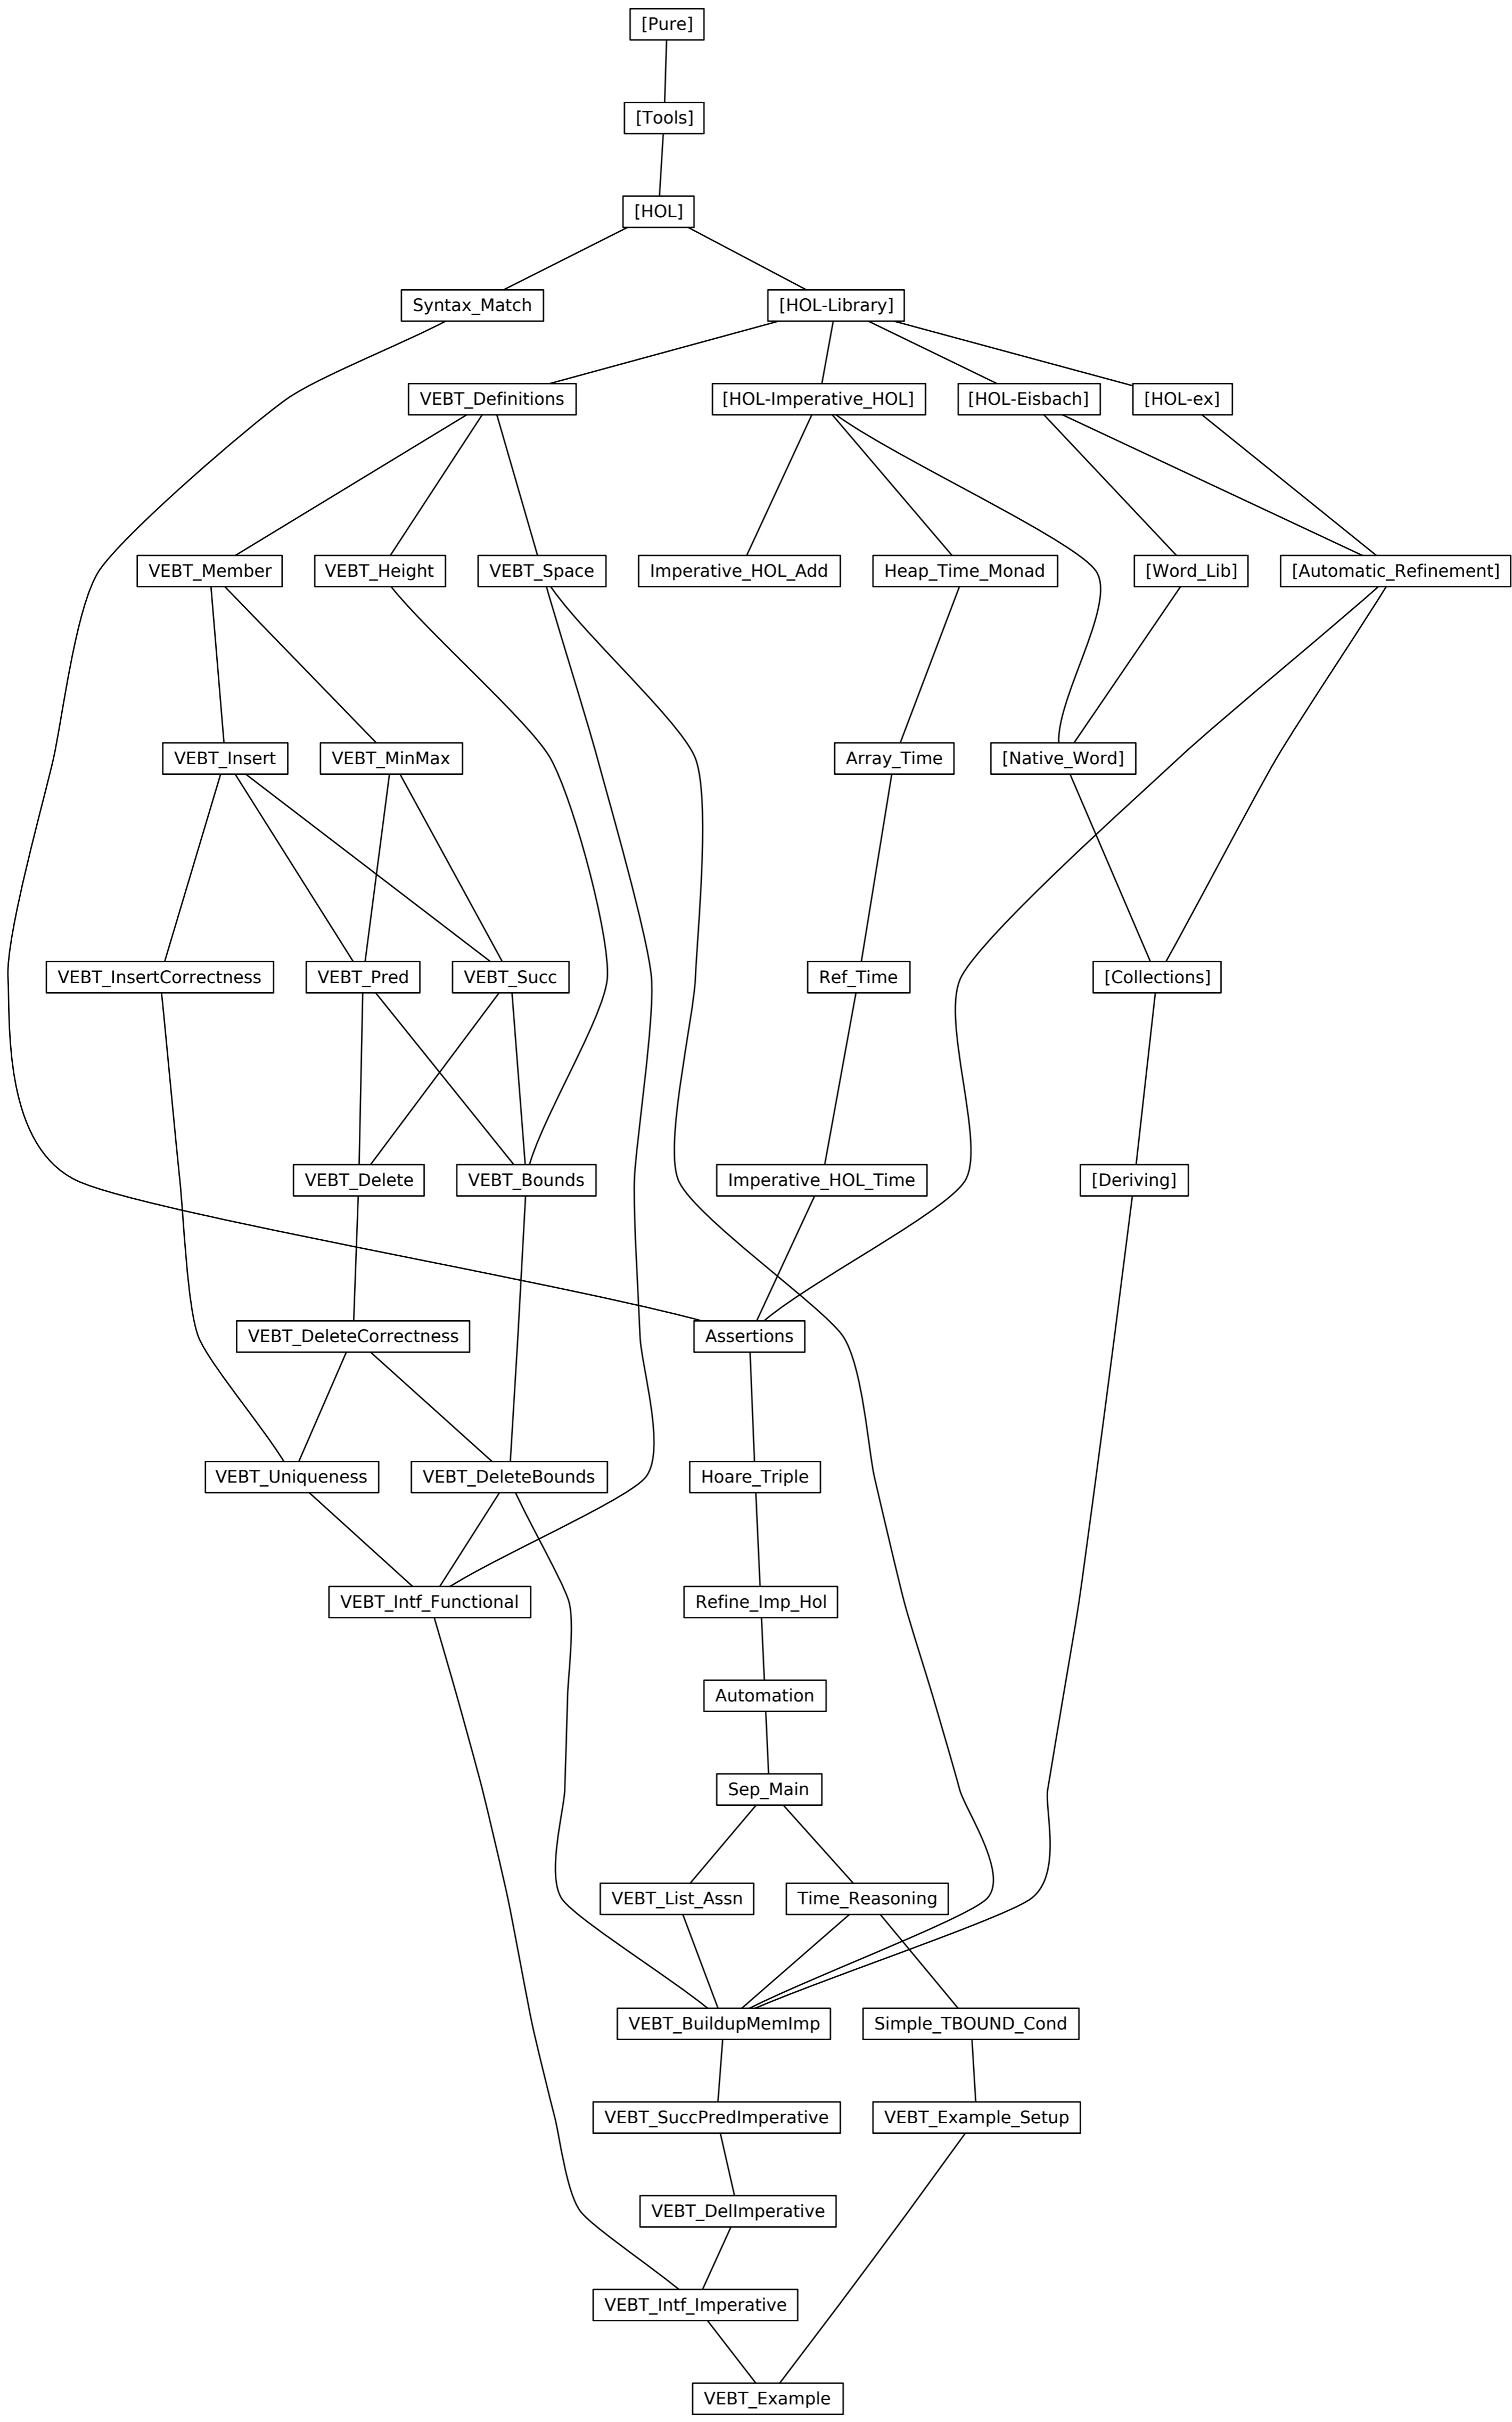 [Pure]
[Tools]
[HOL]
Syntax_Match
[HOL-Library]
VEBT_Definitions
[HOL-Imperative_HOL]
[HOL-Eisbach]
[HOL-ex]
VEBT_Member
VEBT_Height
VEBT_Space
Imperative_HOL_Add
Heap_Time_Monad
[Word_Lib]
[Automatic_Refinement]
VEBT_Insert
VEBT_MinMax
Array_Time
[Native_Word]
VEBT_InsertCorrectness
VEBT_Pred
VEBT_Succ
Ref_Time
[Collections]
VEBT_Delete
VEBT_Bounds
Imperative_HOL_Time
[Deriving]
VEBT_DeleteCorrectness
Assertions
VEBT_Uniqueness
VEBT_DeleteBounds
Hoare_Triple
VEBT_Intf_Functional
Refine_Imp_Hol
Automation
Sep_Main
VEBT_List_Assn
Time_Reasoning
VEBT_BuildupMemImp
Simple_TBOUND_Cond
VEBT_SuccPredImperative
VEBT_Example_Setup
VEBT_DelImperative
VEBT_Intf_Imperative
VEBT_Example